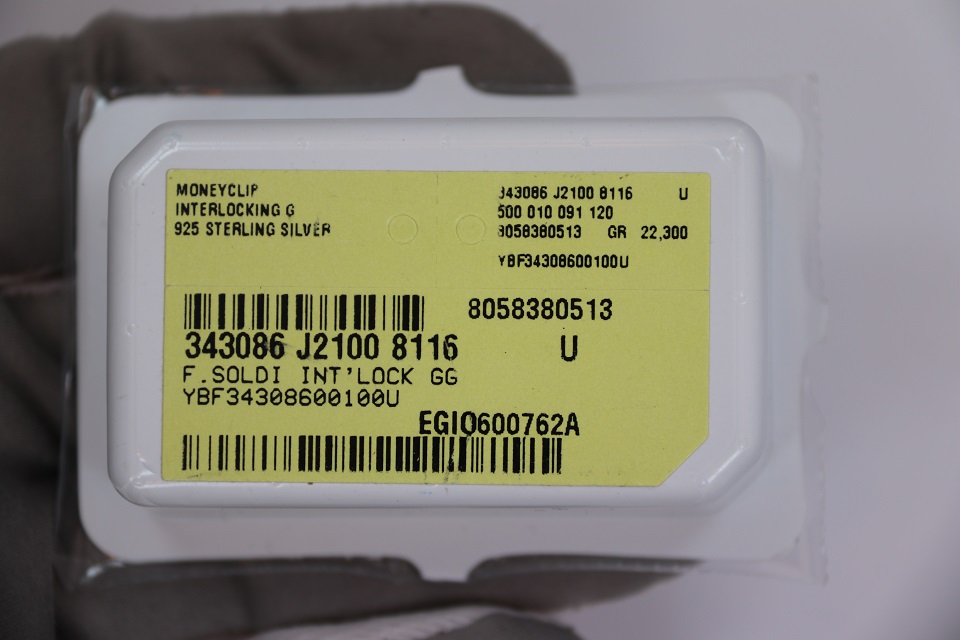 MONEYCLIP
INTERLOCKING G
925 STERLING SILVER
343086 J2100 8116 U
500 010 091 120
8058380513 GR 22,300
YBF34308600100U
8058380513
343086 J2100 8116 U
F.SOLDI INT'LOCK GG
YBF34308600100U
EGIO600762A